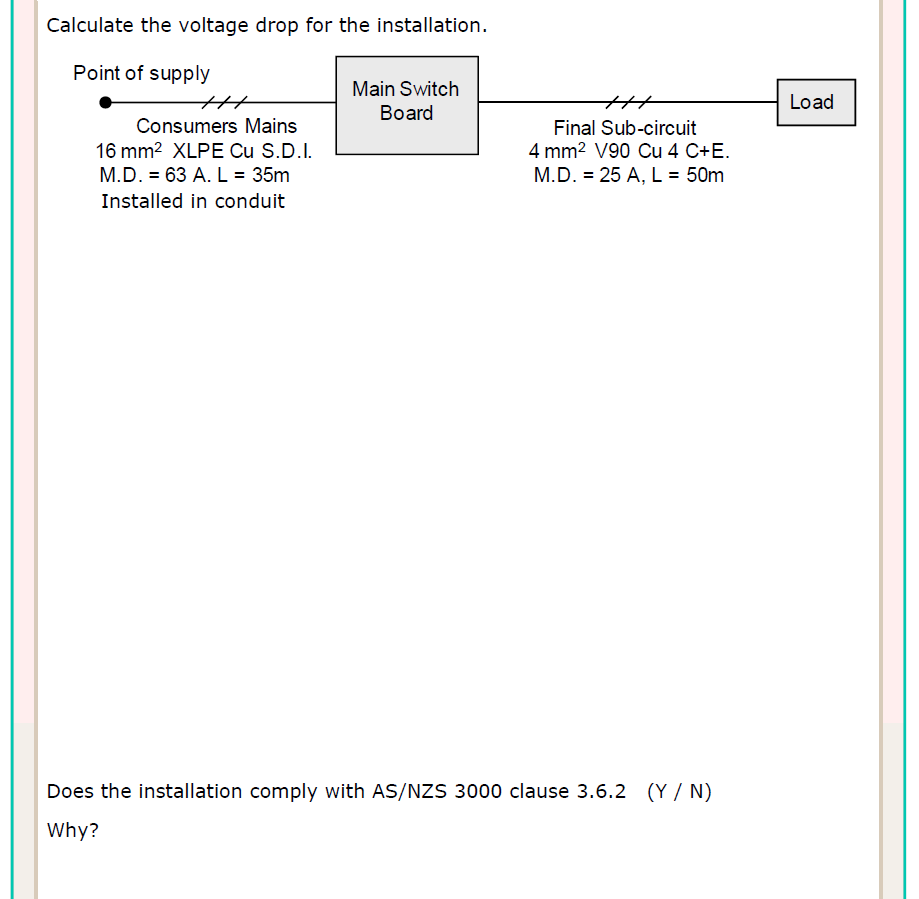 Calculate the voltage drop for the installation.
Point of supply
Main Switch
Board
Load
Consumers Mains
16 mm² XLPE Cu S.D.I.
M.D. = 63 A. L = 35m
Installed in conduit
Final Sub-circuit
4 mm² V90 Cu 4 C+E.
M.D. = 25 A, L = 50m
Does the installation comply with AS/NZS 3000 clause 3.6.2 (Y / N)
Why?